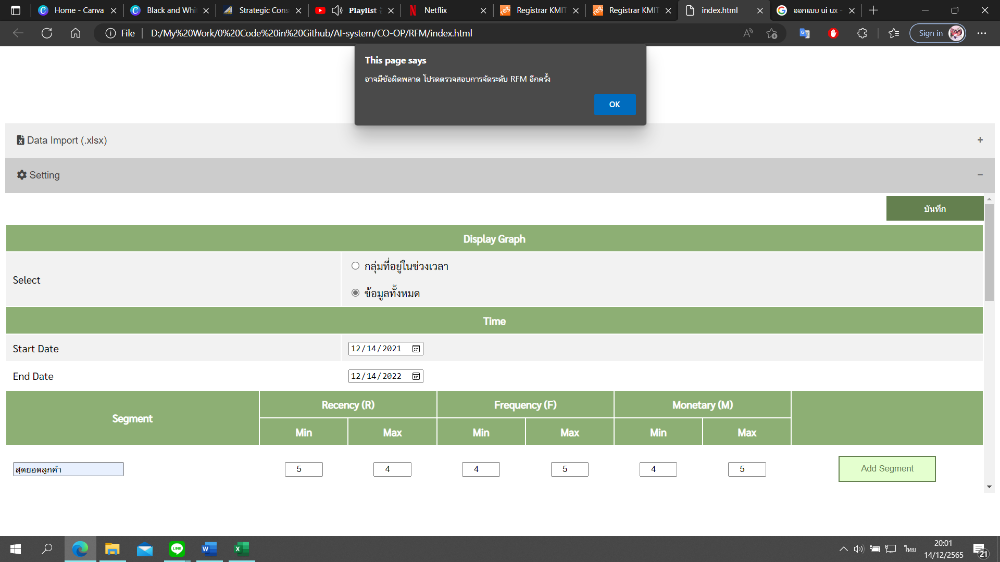 Home - Canva
Black and Whi
Strategic Cons
Playlist
Netflix
Registrar KMIT
Registrar KMIT
index.html
ออกแบบ ui ux -
File
D:/My%20Work/0%20Code%20in%20Github/AI-system/CO-OP/RFM/index.html
Sign in
This page says
อาจมีข้อผิดพลาด โปรดตรวจสอบการจัดระดับ RFM อีกครั้ง
OK
Data Import (.xlsx)
+
Setting
−
บันทึก
Display Graph
Select
กลุ่มที่อยู่ในช่วงเวลา
ข้อมูลทั้งหมด
Time
Start Date
12/14/2021
End Date
12/14/2022
Segment
Recency (R)
Frequency (F)
Monetary (M)
Min
Max
Min
Max
Min
Max
สุดยอดลูกค้า
5
4
4
5
4
5
Add Segment
LINE
ไทย
20:01
14/12/2565
21